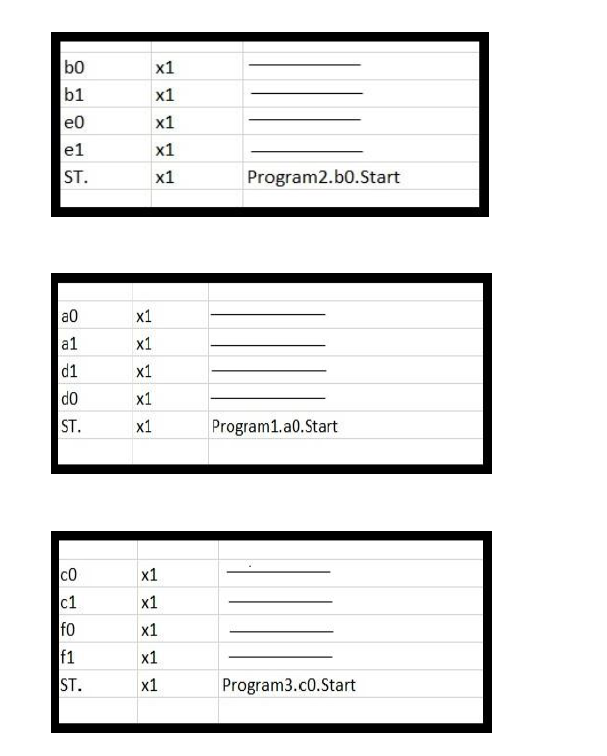 b0 x1
b1 x1
e0 x1
e1 x1
ST. x1 Program2.b0.Start
a0 x1
a1 x1
d1 x1
d0 x1
ST. x1 Program1.a0.Start
c0 x1
c1 x1
f0 x1
f1 x1
ST. x1 Program3.c0.Start